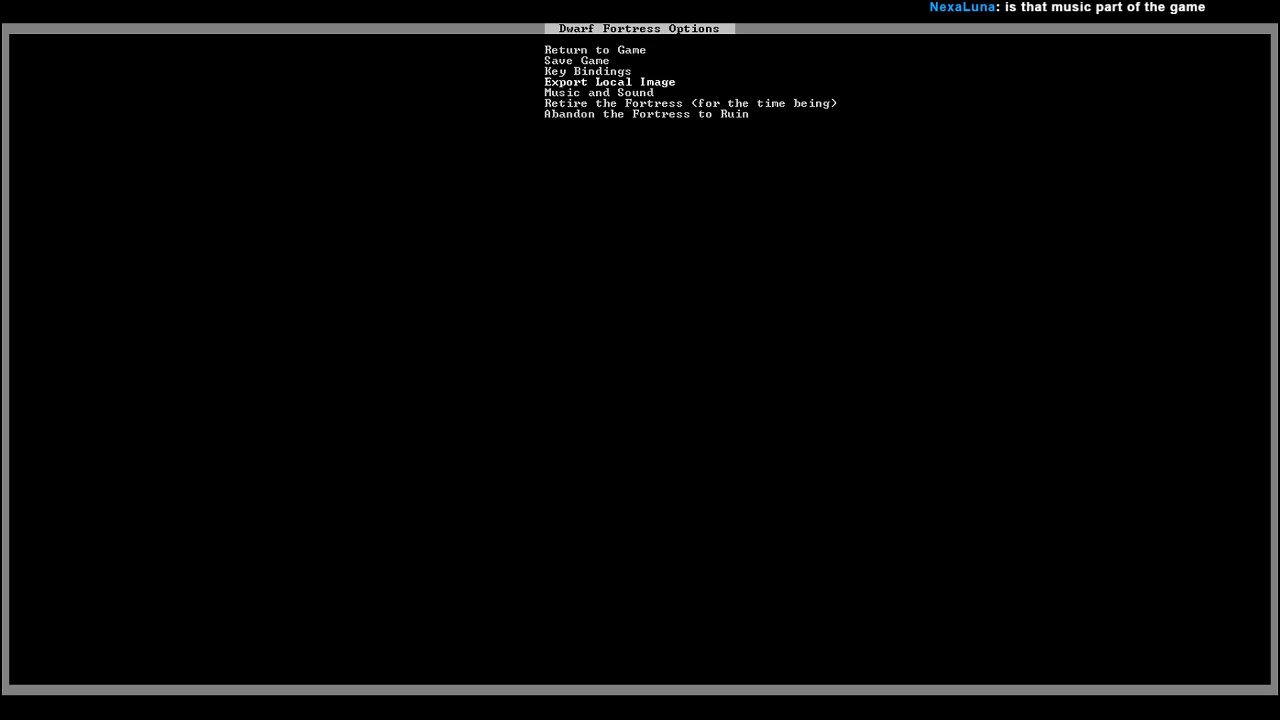 NexaLuna: is that music part of the game
Dwarf Fortress Options
Return to Game
Save Game
Key Bindings
Export Local Image
Music and Sound
Retire the Fortress (for the time being)
Abandon the Fortress to Ruin